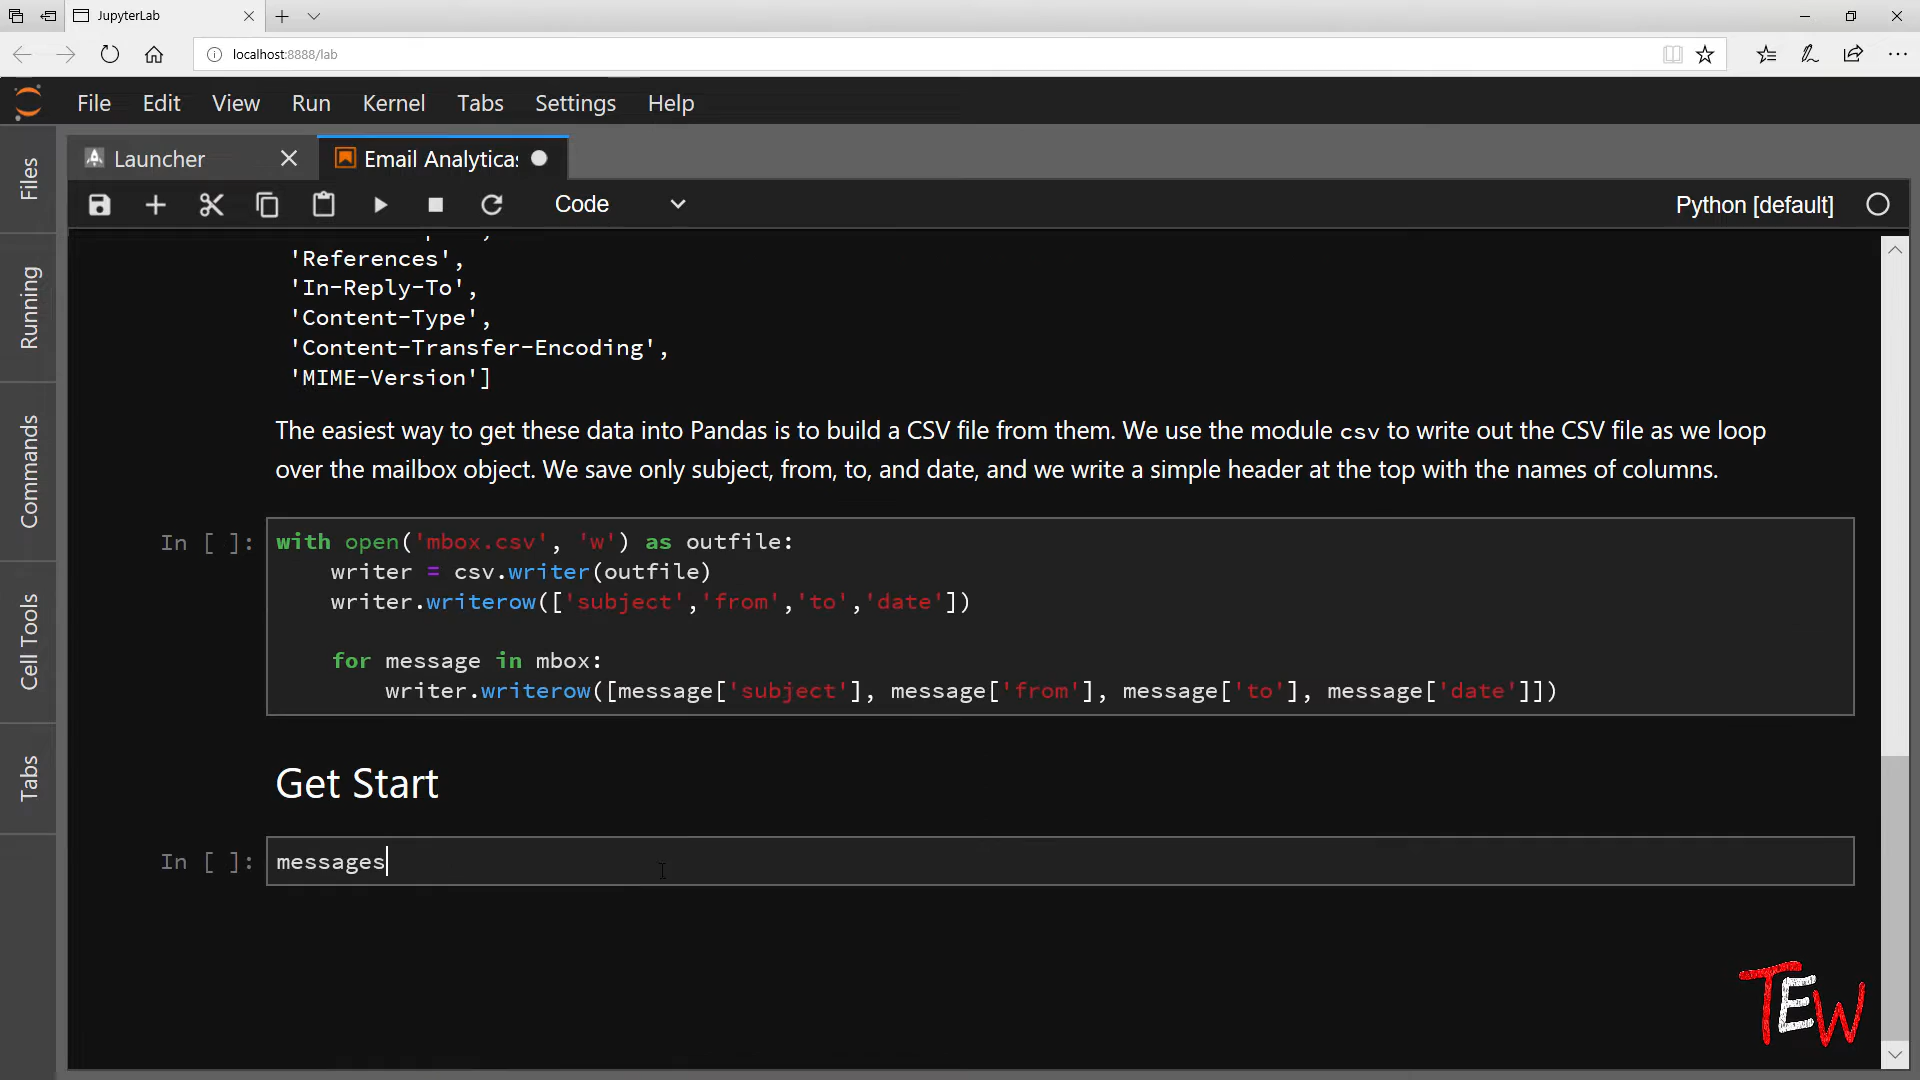 JupyterLab
localhost:8888/lab
File Edit View Run Kernel Tabs Settings Help
Launcher
Email Analyticas
Code
Python [default]
Files
Running
Commands
Cell Tools
Tabs
'References',
'In-Reply-To',
'Content-Type',
'Content-Transfer-Encoding',
'MIME-Version']
The easiest way to get these data into Pandas is to build a CSV file from them. We use the module csv to write out the CSV file as we loop
over the mailbox object. We save only subject, from, to, and date, and we write a simple header at the top with the names of columns.
In [ ]:
with open('mbox.csv', 'w') as outfile:
    writer = csv.writer(outfile)
    writer.writerow(['subject','from','to','date'])
    for message in mbox:
        writer.writerow([message['subject'], message['from'], message['to'], message['date']])
Get Start
In [ ]:
messages
TEW